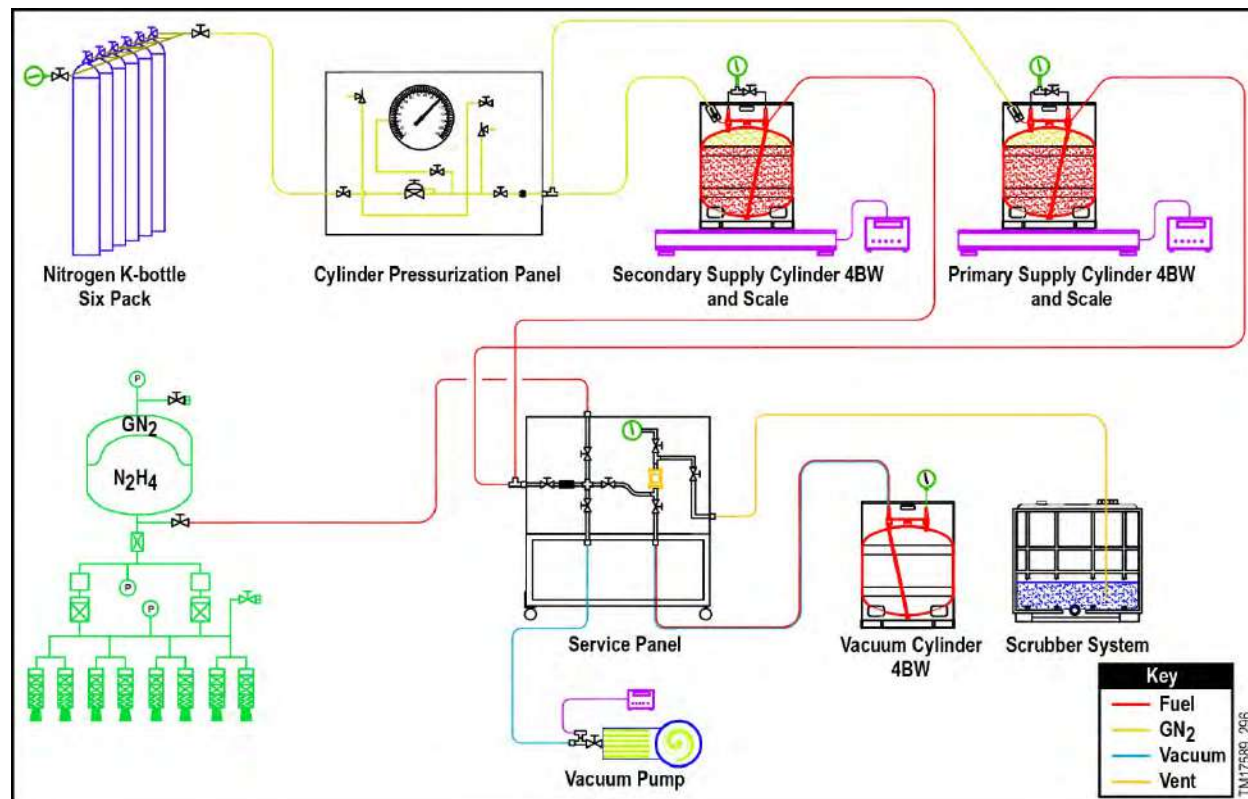 Nitrogen K-bottle
Six Pack
Cylinder Pressurization Panel
Secondary Supply Cylinder 4BW
and Scale
Primary Supply Cylinder 4BW
and Scale
P
GN2
N2H4
P
P
Service Panel
Vacuum Cylinder
4BW
Scrubber System
Vacuum Pump
Key
Fuel
GN2
Vacuum
Vent
TM17589_296